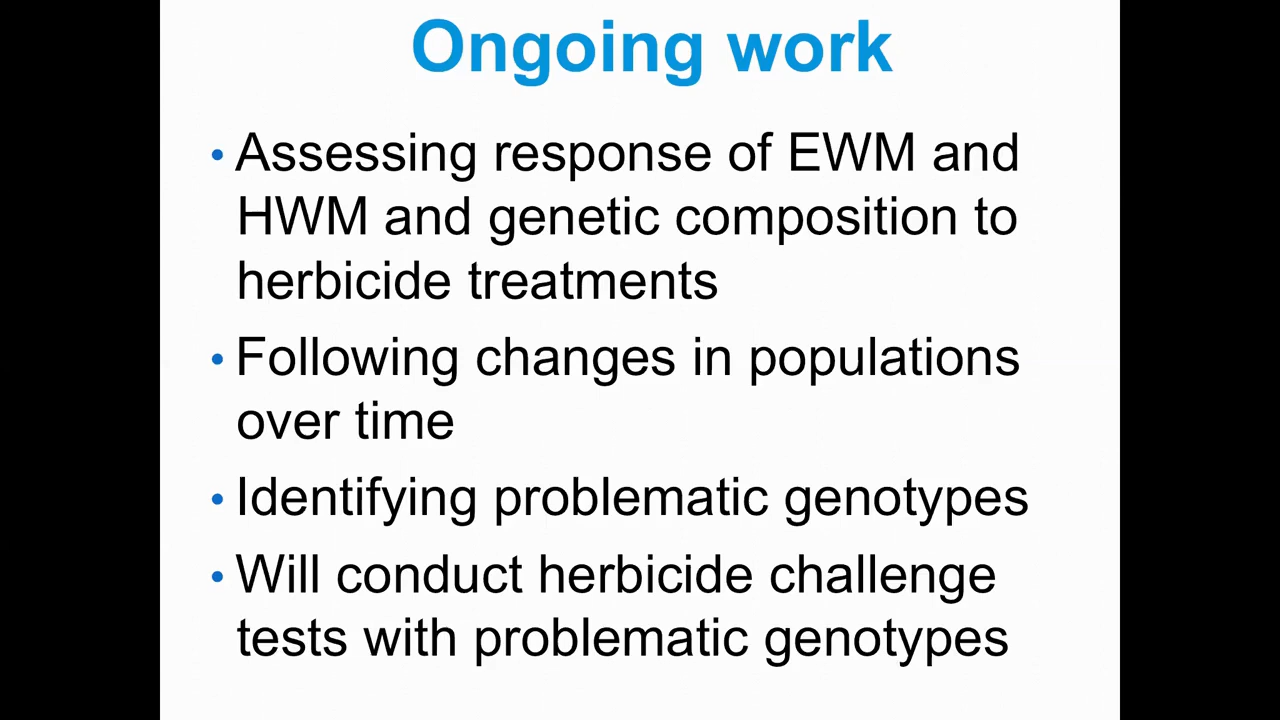 Ongoing work
• Assessing response of EWM and
HWM and genetic composition to
herbicide treatments
• Following changes in populations
over time
• Identifying problematic genotypes
• Will conduct herbicide challenge
tests with problematic genotypes